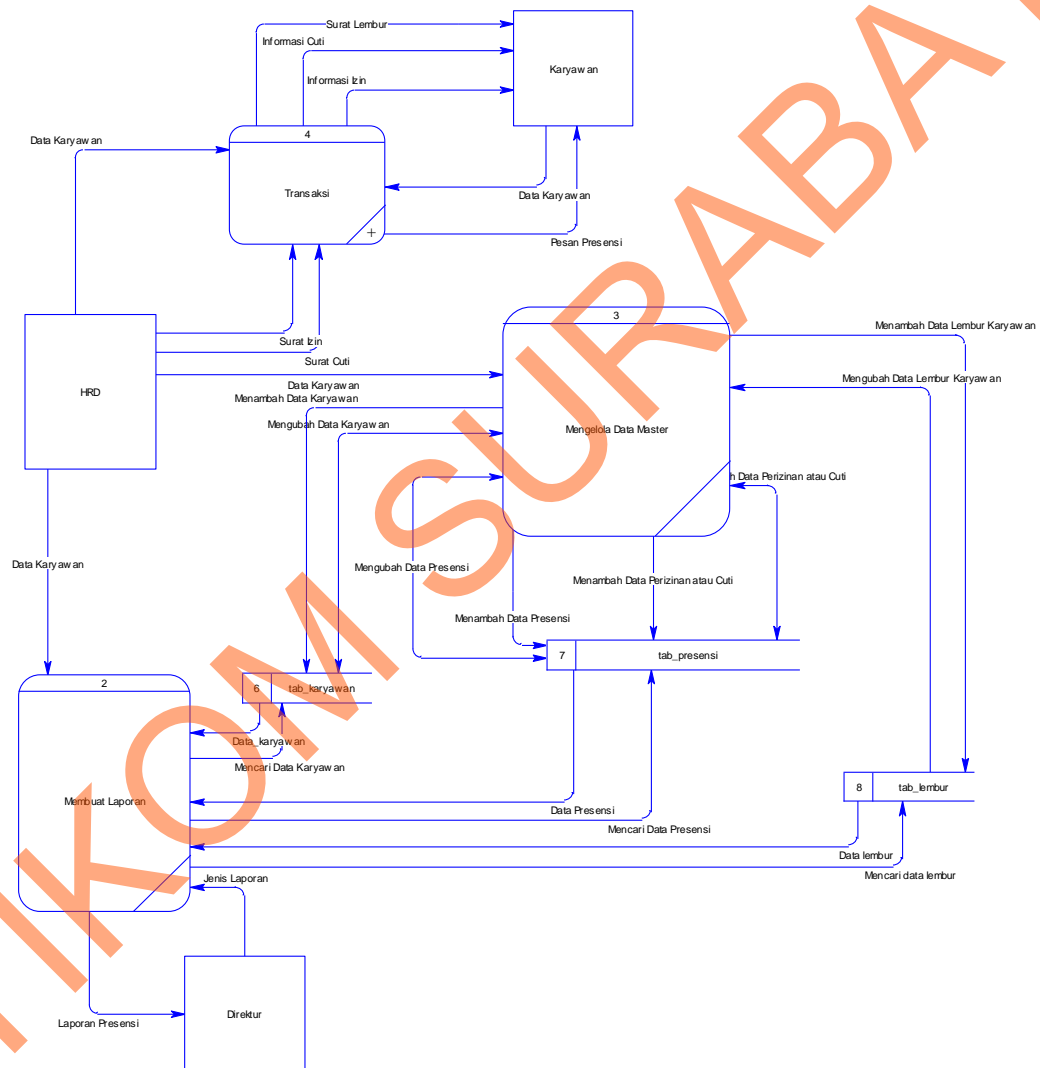 Surat Lembur
Informasi Cuti
Informasi Izin
Karyawan
4
Data Karyawan
Transaksi
+
Data Karyawan
Pesan Presensi
HRD
Surat Izin
Surat Cuti
3
Menambah Data Lembur Karyawan
Data Karyawan
Mengubah Data Lembur Karyawan
Menambah Data Karyawan
Mengubah Data Karyawan
Mengelola Data Master
h Data Perizinan atau Cuti
Data Karyawan
Mengubah Data Presensi
Menambah Data Perizinan atau Cuti
Menambah Data Presensi
7
tab_presensi
2
6
tab_karyawan
Data_karyawan
Mencari Data Karyawan
Membuat Laporan
8
tab_lembur
Data Presensi
Mencari Data Presensi
Data lembur
Mencari data lembur
Jenis Laporan
Laporan Presensi
Direktur
IKOM SURABA